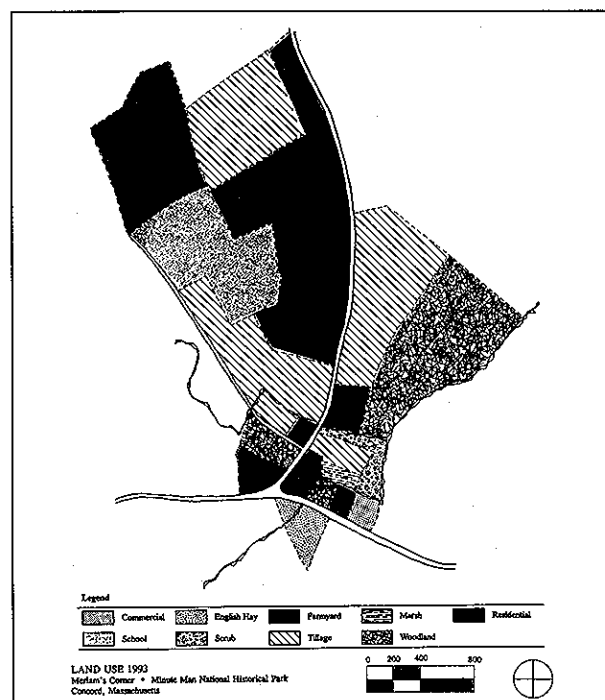 Legend
Commercial English Hay Farmyard Marsh Residential
School Scrub Tillage Woodland
LAND USE 1993
Meriam's Corner • Minute Man National Historical Park
Concord, Massachusetts
0 200 400 800